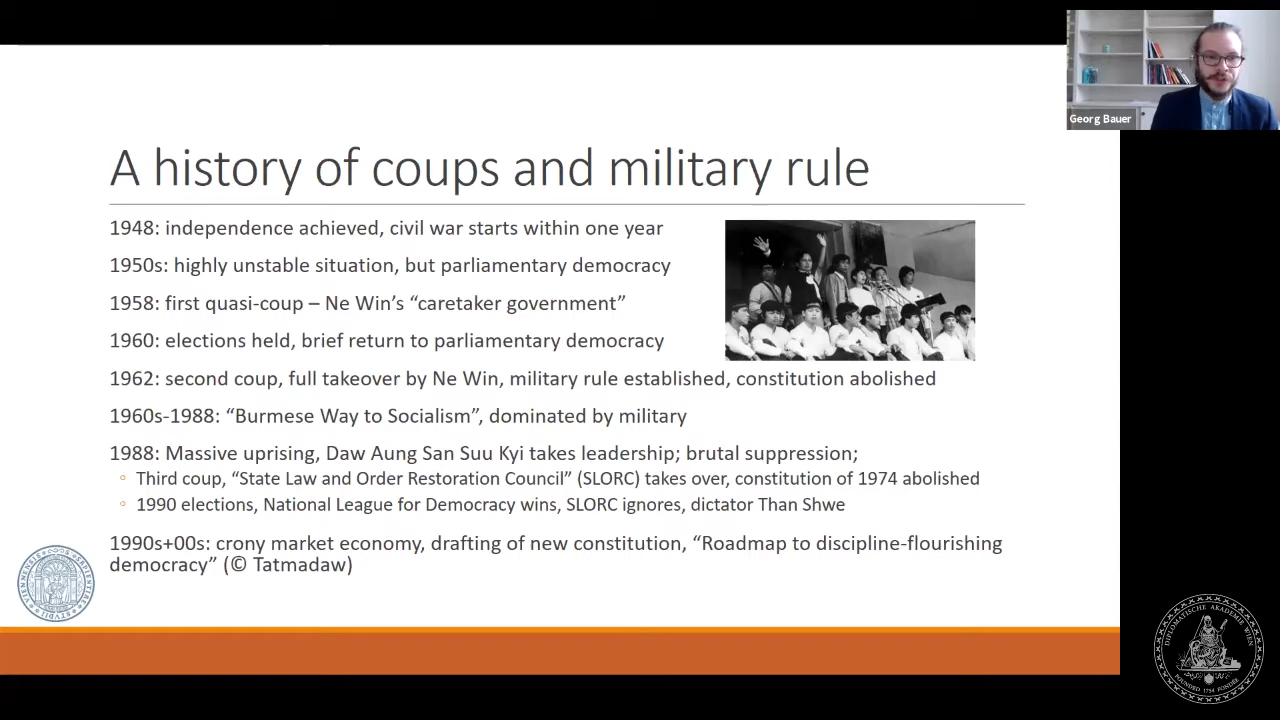 Georg Bauer
A history of coups and military rule
1948: independence achieved, civil war starts within one year
1950s: highly unstable situation, but parliamentary democracy
1958: first quasi-coup – Ne Win’s “caretaker government”
1960: elections held, brief return to parliamentary democracy
1962: second coup, full takeover by Ne Win, military rule established, constitution abolished
1960s-1988: “Burmese Way to Socialism”, dominated by military
1988: Massive uprising, Daw Aung San Suu Kyi takes leadership; brutal suppression;
◦ Third coup, “State Law and Order Restoration Council” (SLORC) takes over, constitution of 1974 abolished
◦ 1990 elections, National League for Democracy wins, SLORC ignores, dictator Than Shwe
1990s+00s: crony market economy, drafting of new constitution, “Roadmap to discipline-flourishing
democracy” (© Tatmadaw)
DIPLOMATISCHE AKADEMIE WIEN
FOUNDED 1754 FONDÉE